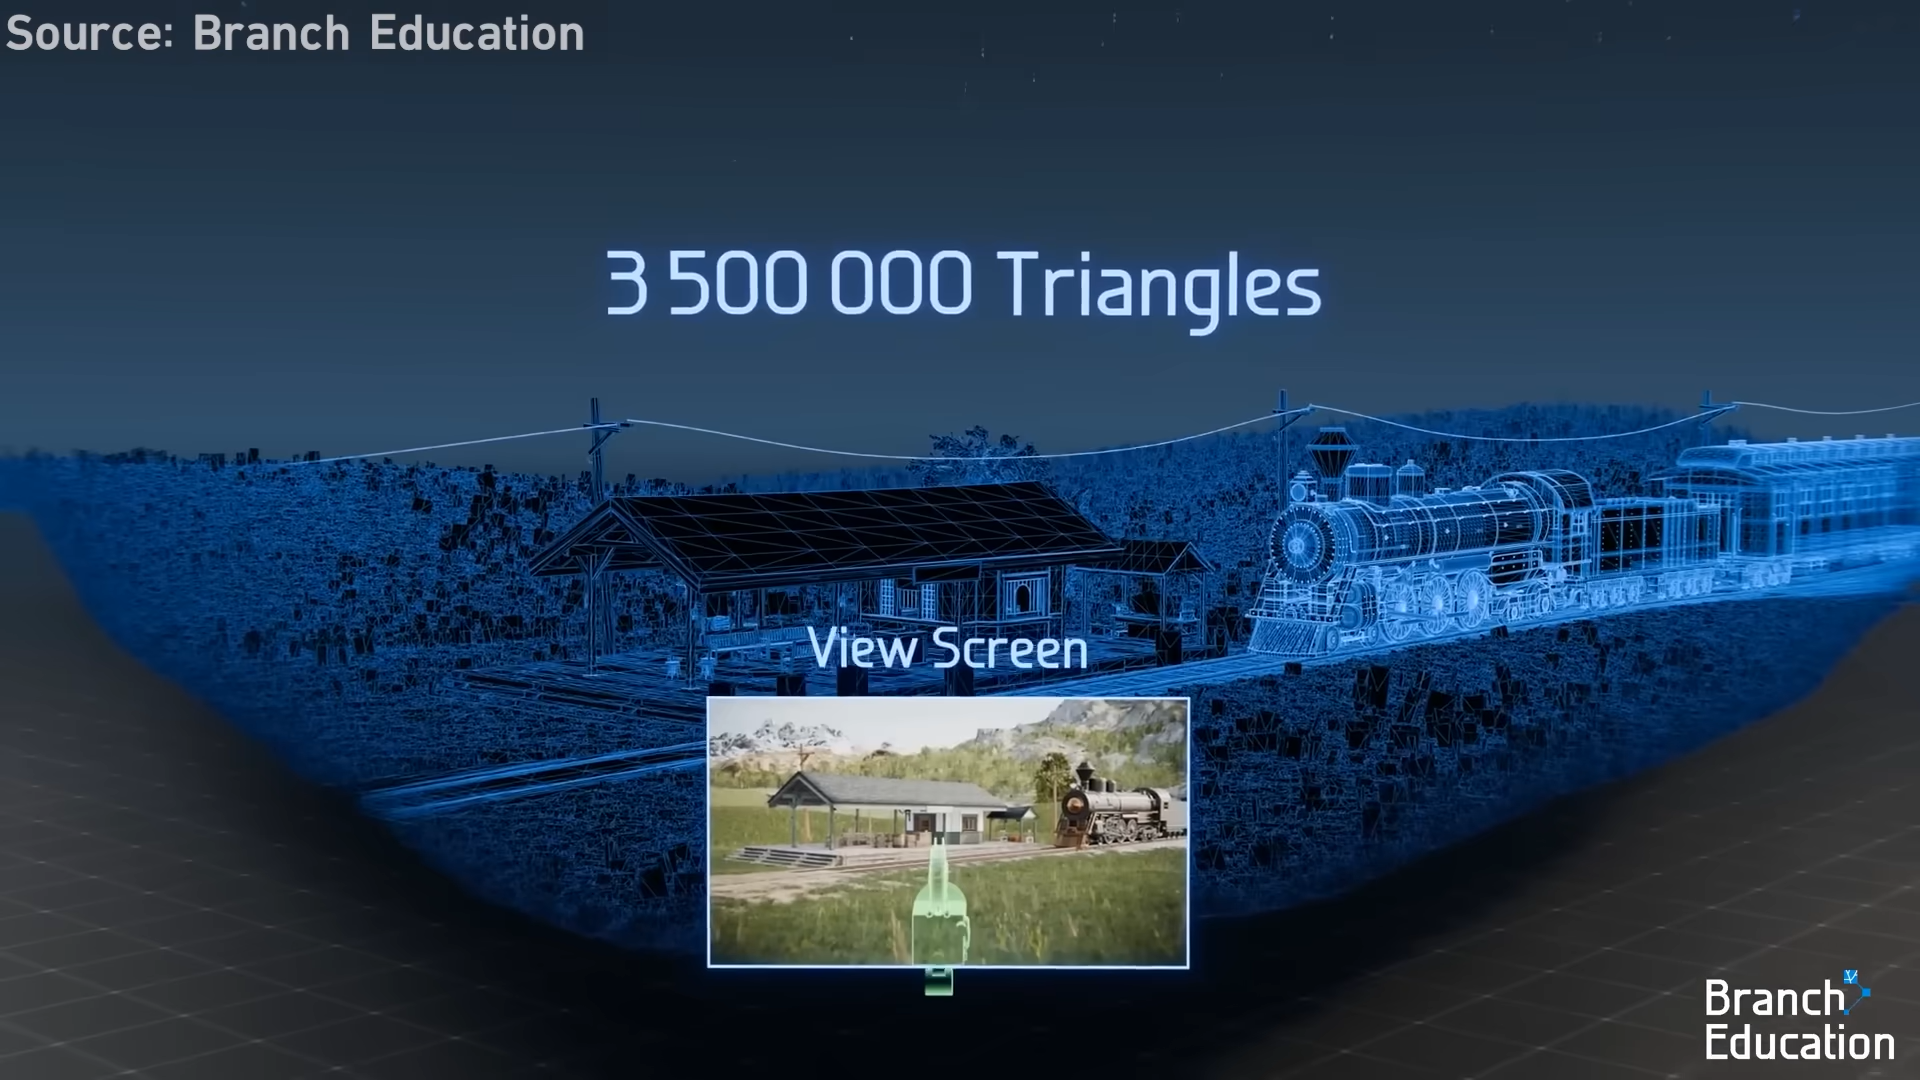 Source: Branch Education
3 500 000 Triangles
View Screen
Branch
Education